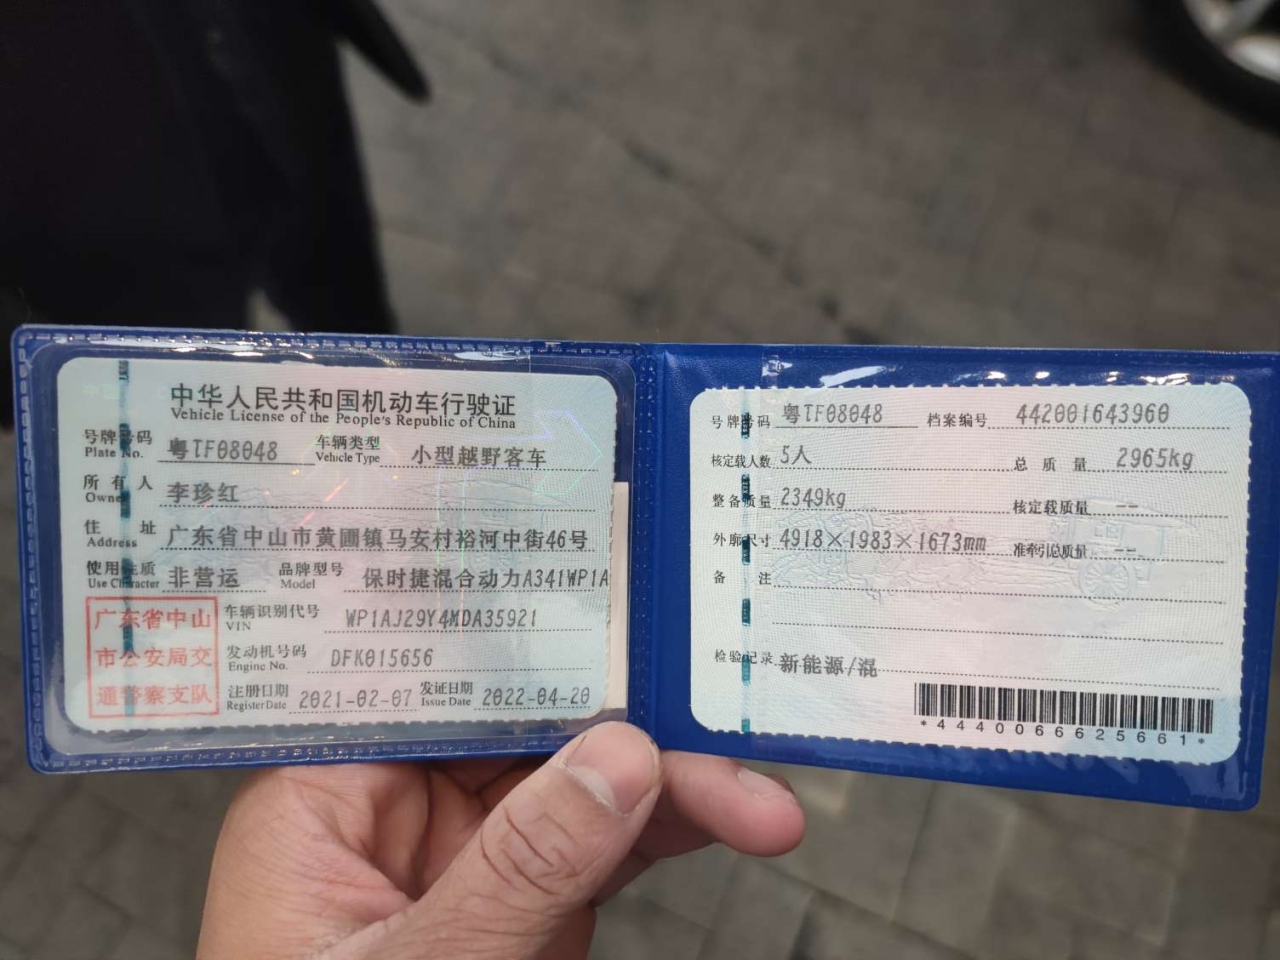 中华人民共和国机动车行驶证
Vehicle License of the People's Republic of China
号牌号码 粤TF08048 车辆类型 小型越野客车
Plate No. Vehicle Type
所有人 李珍红
Owner
住址 广东省中山市黄圃镇马安村裕河中街46号
Address
使用性质 非营运 品牌型号 保时捷混合动力A341WP1A
Use Character Model
广东省中山
市公安局交
通警察支队
车辆识别代号 WP1AJ29Y4MDA35921
VIN
发动机号码 DFK015656
Engine No.
注册日期 2021-02-07 发证日期 2022-04-20
Register Date Issue Date
号牌号码 粤TF08048 档案编号 442001643960
核定载人数 5人 总质量 2965kg
整备质量 2349kg 核定载质量 --
外廓尺寸 4918×1983×1673mm 准牵引总质量 --
备注
检验记录 新能源/混
*4440066625661*